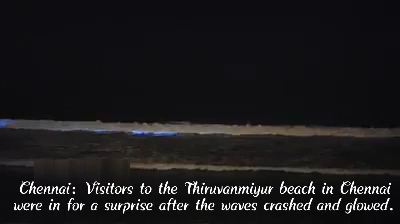 Chennai: Visitors to the Thiruvanmiyur beach in Chennai
were in for a surprise after the waves crashed and glowed.